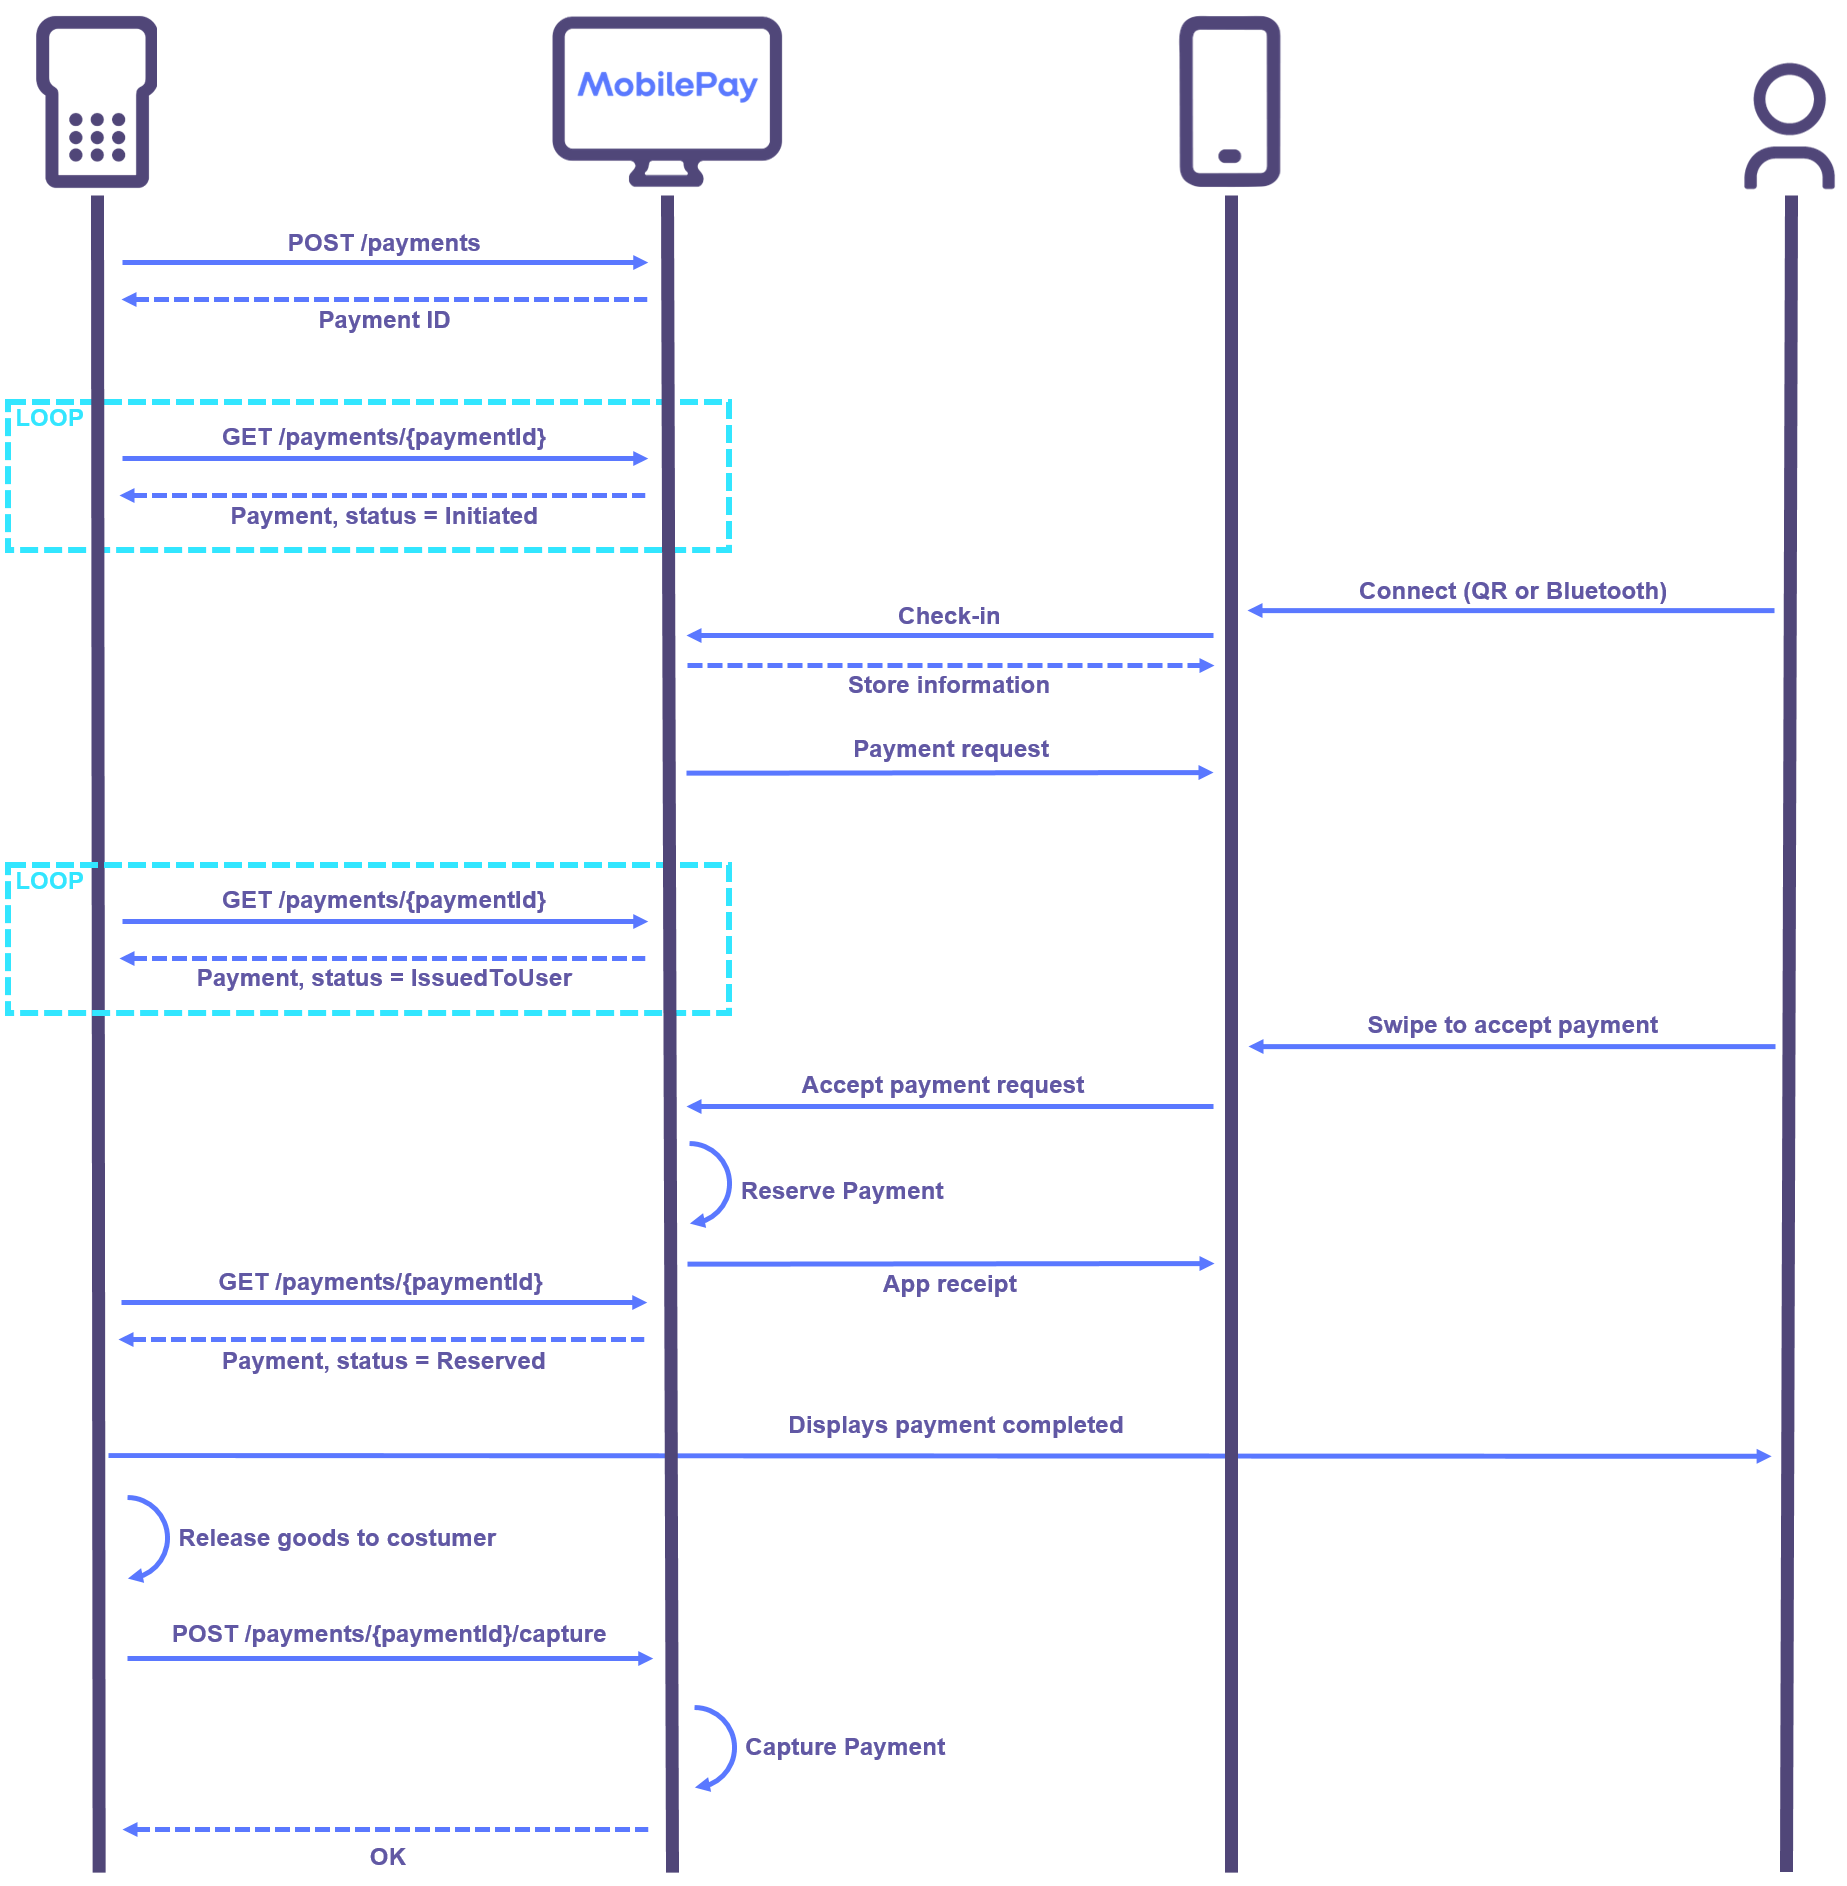 MobilePay
POST /payments
Payment ID
LOOP
GET /payments/{paymentId}
Payment, status = Initiated
Connect (QR or Bluetooth)
Check-in
Store information
Payment request
LOOP
GET /payments/{paymentId}
Payment, status = IssuedToUser
Swipe to accept payment
Accept payment request
Reserve Payment
App receipt
GET /payments/{paymentId}
Payment, status = Reserved
Displays payment completed
Release goods to costumer
POST /payments/{paymentId}/capture
Capture Payment
OK